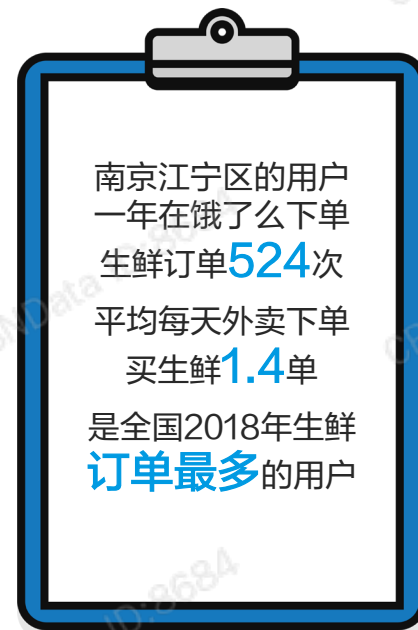 南京江宁区的用户
一年在饿了么下单
生鲜订单524次
平均每天外卖下单
买生鲜1.4单
是全国2018年生鲜
订单最多的用户
ID:8684